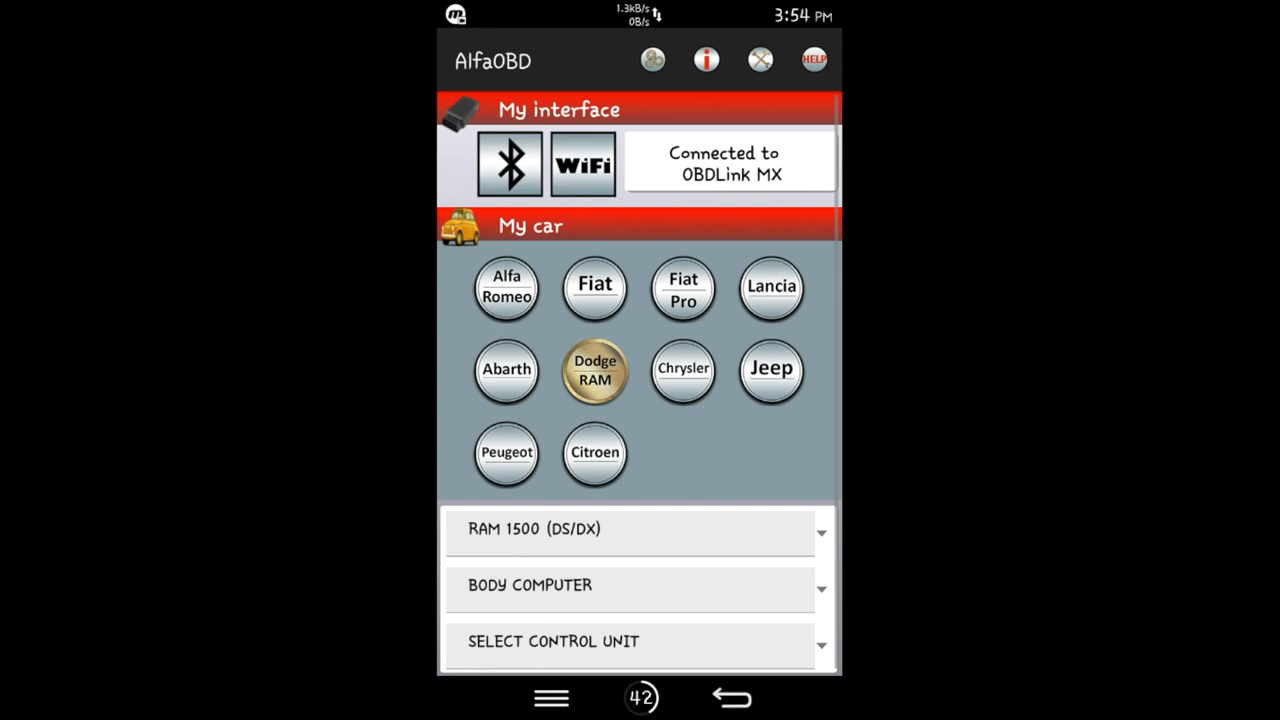 1.3kB/s
0B/s
3:54 PM
AlfaOBD
HELP
My interface
WiFi
Connected to
OBDLink MX
My car
Alfa
Romeo
Fiat
Fiat
Pro
Lancia
Abarth
Dodge
RAM
Chrysler
Jeep
Peugeot
Citroen
RAM 1500 (DS/DX)
BODY COMPUTER
SELECT CONTROL UNIT
42